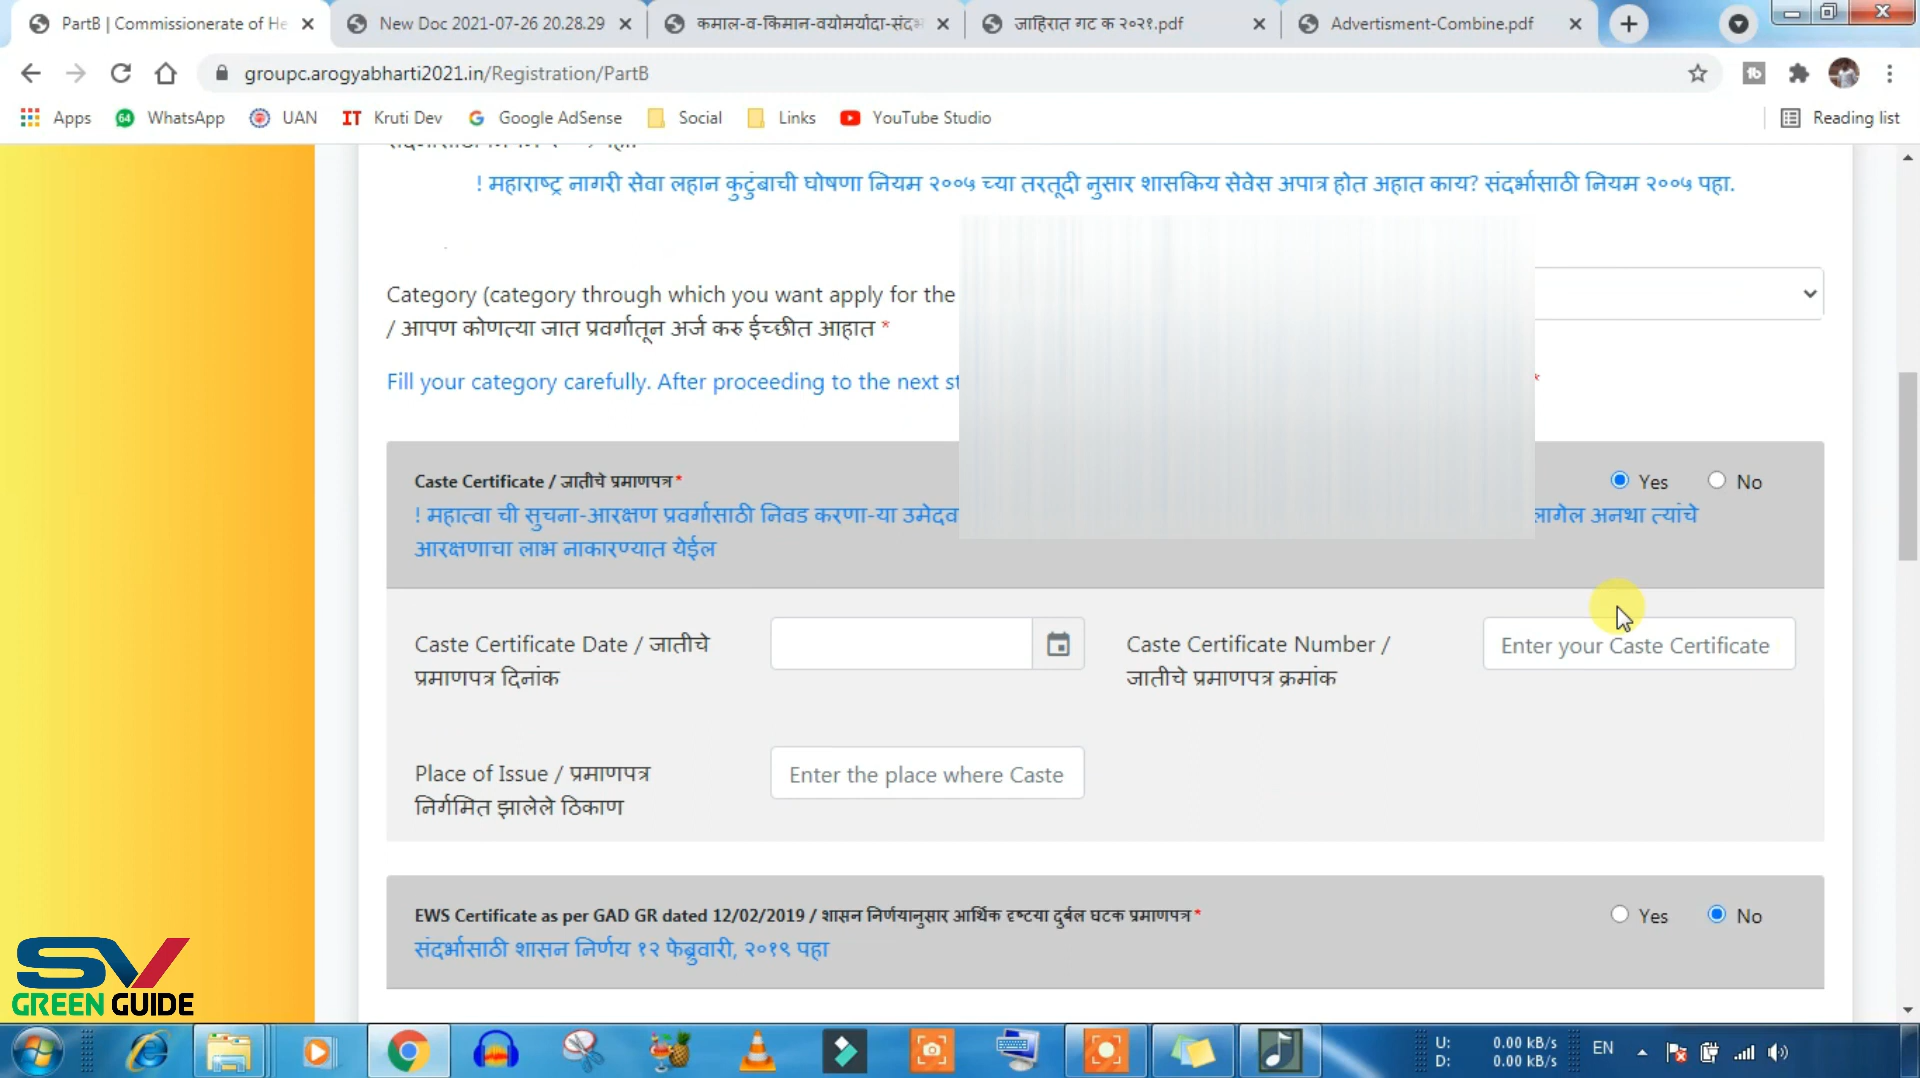 PartB | Commissionerate of He
New Doc 2021-07-26 20.28.29
कमाल-व-किमान-वयोमर्यादा-संदर्भ
जाहिरात गट क २०२१.pdf
Advertisment-Combine.pdf
groupc.arogyabharti2021.in/Registration/PartB
Apps
64
WhatsApp
UAN
IT Kruti Dev
Google AdSense
Social
Links
YouTube Studio
Reading list
! महाराष्ट्र नागरी सेवा लहान कुटुंबाची घोषणा नियम २००५ च्या तरतूदी नुसार शासकिय सेवेस अपात्र होत अहात काय? संदर्भासाठी नियम २००५ पहा.
Category (category through which you want apply for the
/ आपण कोणत्या जात प्रवर्गातून अर्ज करू ईच्छीत आहात *
Fill your category carefully. After proceeding to the next st
*
Caste Certificate / जातीचे प्रमाणपत्र*
Yes
No
! महात्वा ची सुचना-आरक्षण प्रवर्गासाठी निवड करणा-या उमेदव
लागेल अनथा त्यांचे
आरक्षणाचा लाभ नाकारण्यात येईल
Caste Certificate Date / जातीचे
प्रमाणपत्र दिनांक
Caste Certificate Number /
जातीचे प्रमाणपत्र क्रमांक
Enter your Caste Certificate
Place of Issue / प्रमाणपत्र
निर्गमित झालेले ठिकाण
Enter the place where Caste
EWS Certificate as per GAD GR dated 12/02/2019 / शासन निर्णयानुसार आर्थिक दृष्टया दुर्बल घटक प्रमाणपत्र*
Yes
No
संदर्भासाठी शासन निर्णय १२ फेब्रुवारी, २०१९ पहा
SV
GREEN GUIDE
U: 0.00 kB/s
D: 0.00 kB/s
EN